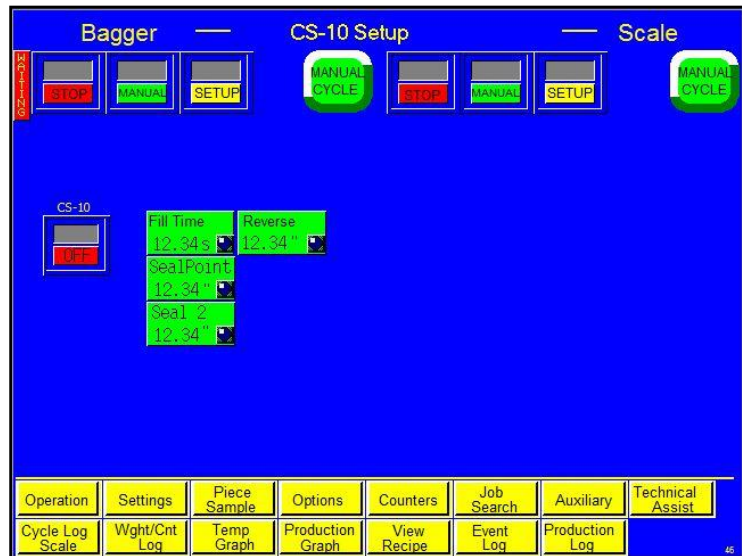 Bagger — CS-10 Setup — Scale
WAITING
STOP MANUAL SETUP MANUAL CYCLE STOP MANUAL SETUP MANUAL CYCLE
CS-10
OFF
Fill Time
12.34s
Reverse
12.34"
SealPoint
12.34"
Seal 2
12.34"
Operation Settings Piece Sample Options Counters Job Search Auxiliary Technical Assist
Cycle Log Scale Wght/Cnt Log Temp Graph Production Graph View Recipe Event Log Production Log
46